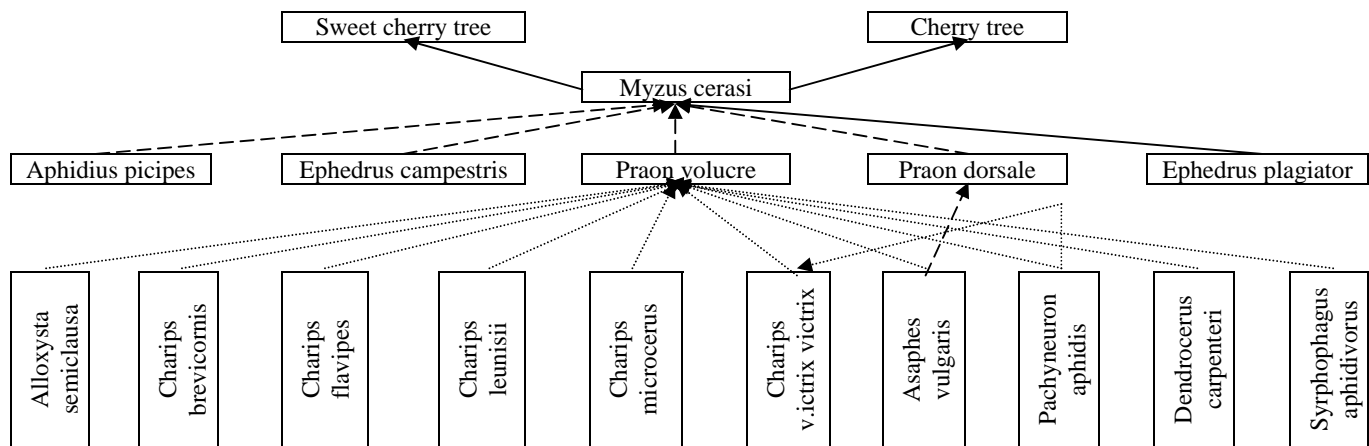 Sweet cherry tree
Cherry tree
Myzus cerasi
Aphidius picipes
Ephedrus campestris
Praon volucre
Praon dorsale
Ephedrus plagiator
Alloxysta
semiclausa
Charips
brevicornis
Charips
flavipes
Charips
leunisii
Charips
microcerus
Charips
v.ictrix victrix
Asaphes
vulgaris
Pachyneuron
aphidis
Dendrocerus
carpenteri
Syrphophagus
aphidivorus